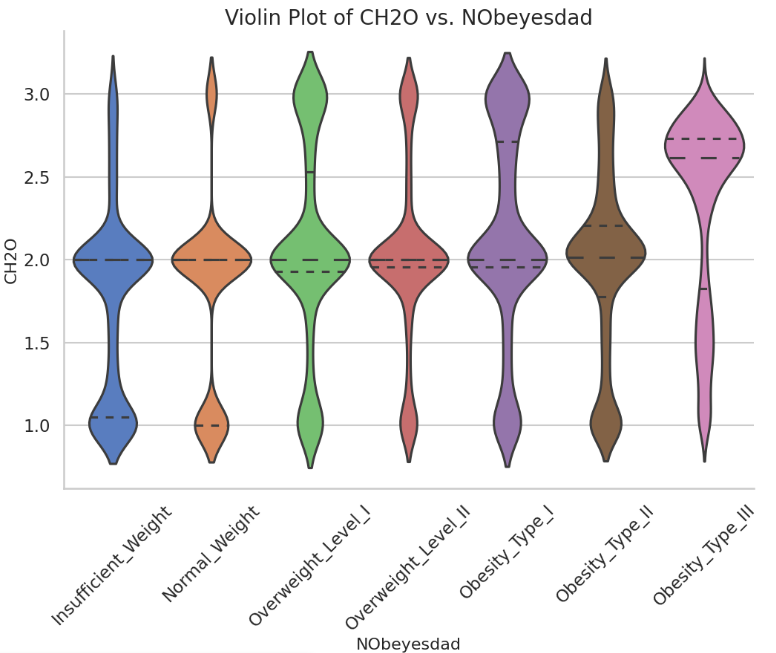 Violin Plot of CH2O vs. NObeyesdad
3.0
2.5
2.0
1.5
1.0
CH2O
Insufficient_Weight
Normal_Weight
Overweight_Level_I
Overweight_Level_II
Obesity_Type_I
Obesity_Type_II
Obesity_Type_III
NObeyesdad